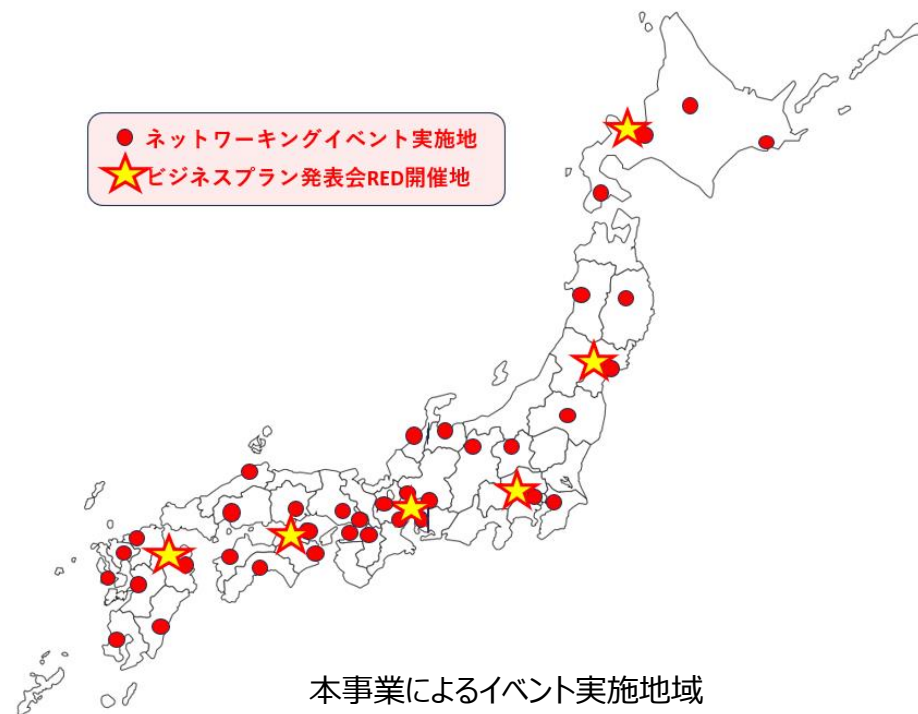 ネットワーキングイベント実施地
ビジネスプラン発表会RED開催地
本事業によるイベント実施地域